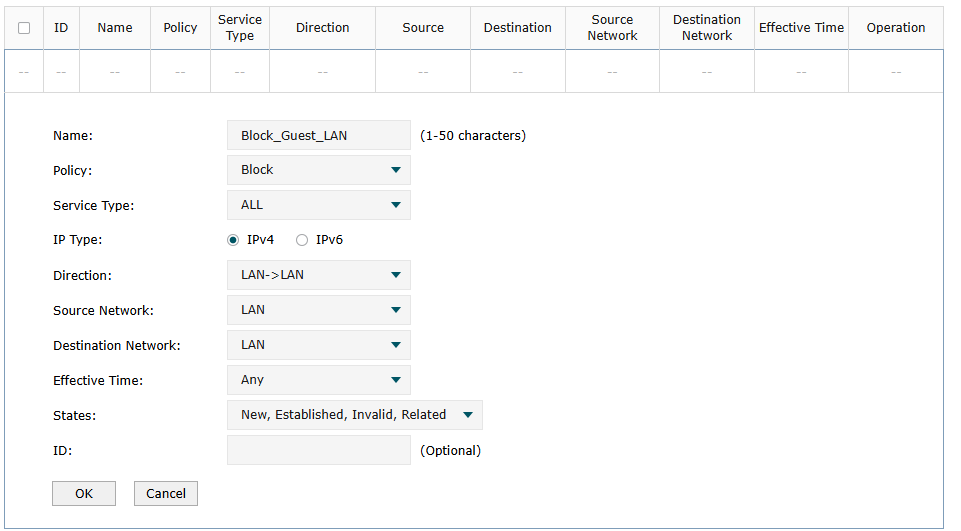 ID Name Policy Service Type Direction Source Destination Source Network Destination Network Effective Time Operation
-- -- -- -- -- -- -- -- -- -- -- --
Name: Block_Guest_LAN (1-50 characters)
Policy: Block
Service Type: ALL
IP Type: IPv4 IPv6
Direction: LAN->LAN
Source Network: LAN
Destination Network: LAN
Effective Time: Any
States: New, Established, Invalid, Related
ID: (Optional)
OK Cancel